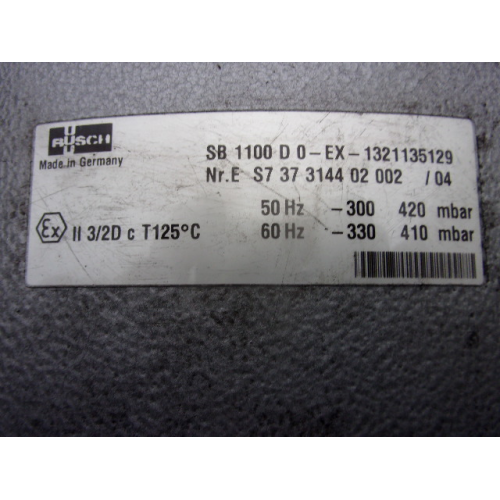 BUSCH
Made in Germany
SB 1100 D 0-EX-1321135129
Nr.E S7 37 3144 02 002 / 04
50 Hz -300 420 mbar
Ex II 3/2D c T125°C
60 Hz -330 410 mbar